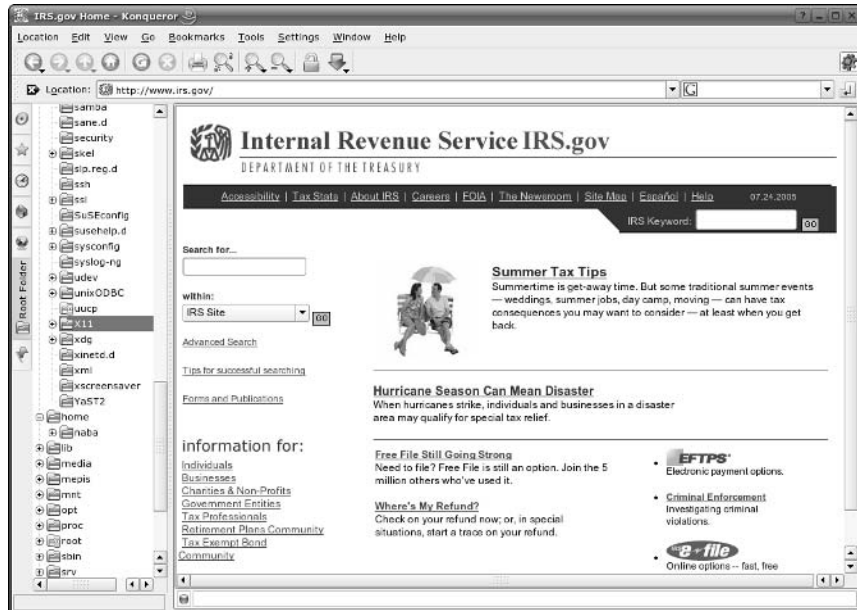 IRS.gov Home - Konqueror
Location Edit View Go Bookmarks Tools Settings Window Help
Location: http://www.irs.gov/
G
Root Folder
samba
sane.d
security
skel
slp.reg.d
ssh
ssl
SuSEconfig
susehelp.d
sysconfig
syslog-ng
udev
unixODBC
uucp
X11
xdg
xinetd.d
xml
xscreensaver
YaST2
home
naba
lib
media
mepis
mnt
opt
proc
root
sbin
srv
Internal Revenue Service IRS.gov
DEPARTMENT OF THE TREASURY
Accessibility | Tax Stats | About IRS | Careers | FOIA | The Newsroom | Site Map | Español | Help 07.24.2005
IRS Keyword: GO
Search for...
within:
IRS Site GO
Advanced Search
Tips for successful searching
Forms and Publications
information for:
Individuals
Businesses
Charities & Non-Profits
Government Entities
Tax Professionals
Retirement Plans Community
Tax Exempt Bond
Community
Summer Tax Tips
Summertime is get-away time. But some traditional summer events
— weddings, summer jobs, day camp, moving — can have tax
consequences you may want to consider — at least when you get
back.
Hurricane Season Can Mean Disaster
When hurricanes strike, individuals and businesses in a disaster
area may qualify for special tax relief.
Free File Still Going Strong
Need to file? Free File is still an option. Join the 5
million others who've used it.
Where's My Refund?
Check on your refund now; or, in special
situations, start a trace on your refund.
EFTPS
Electronic payment options.
Criminal Enforcement
Investigating criminal
violations.
e-file
Online options -- fast, free